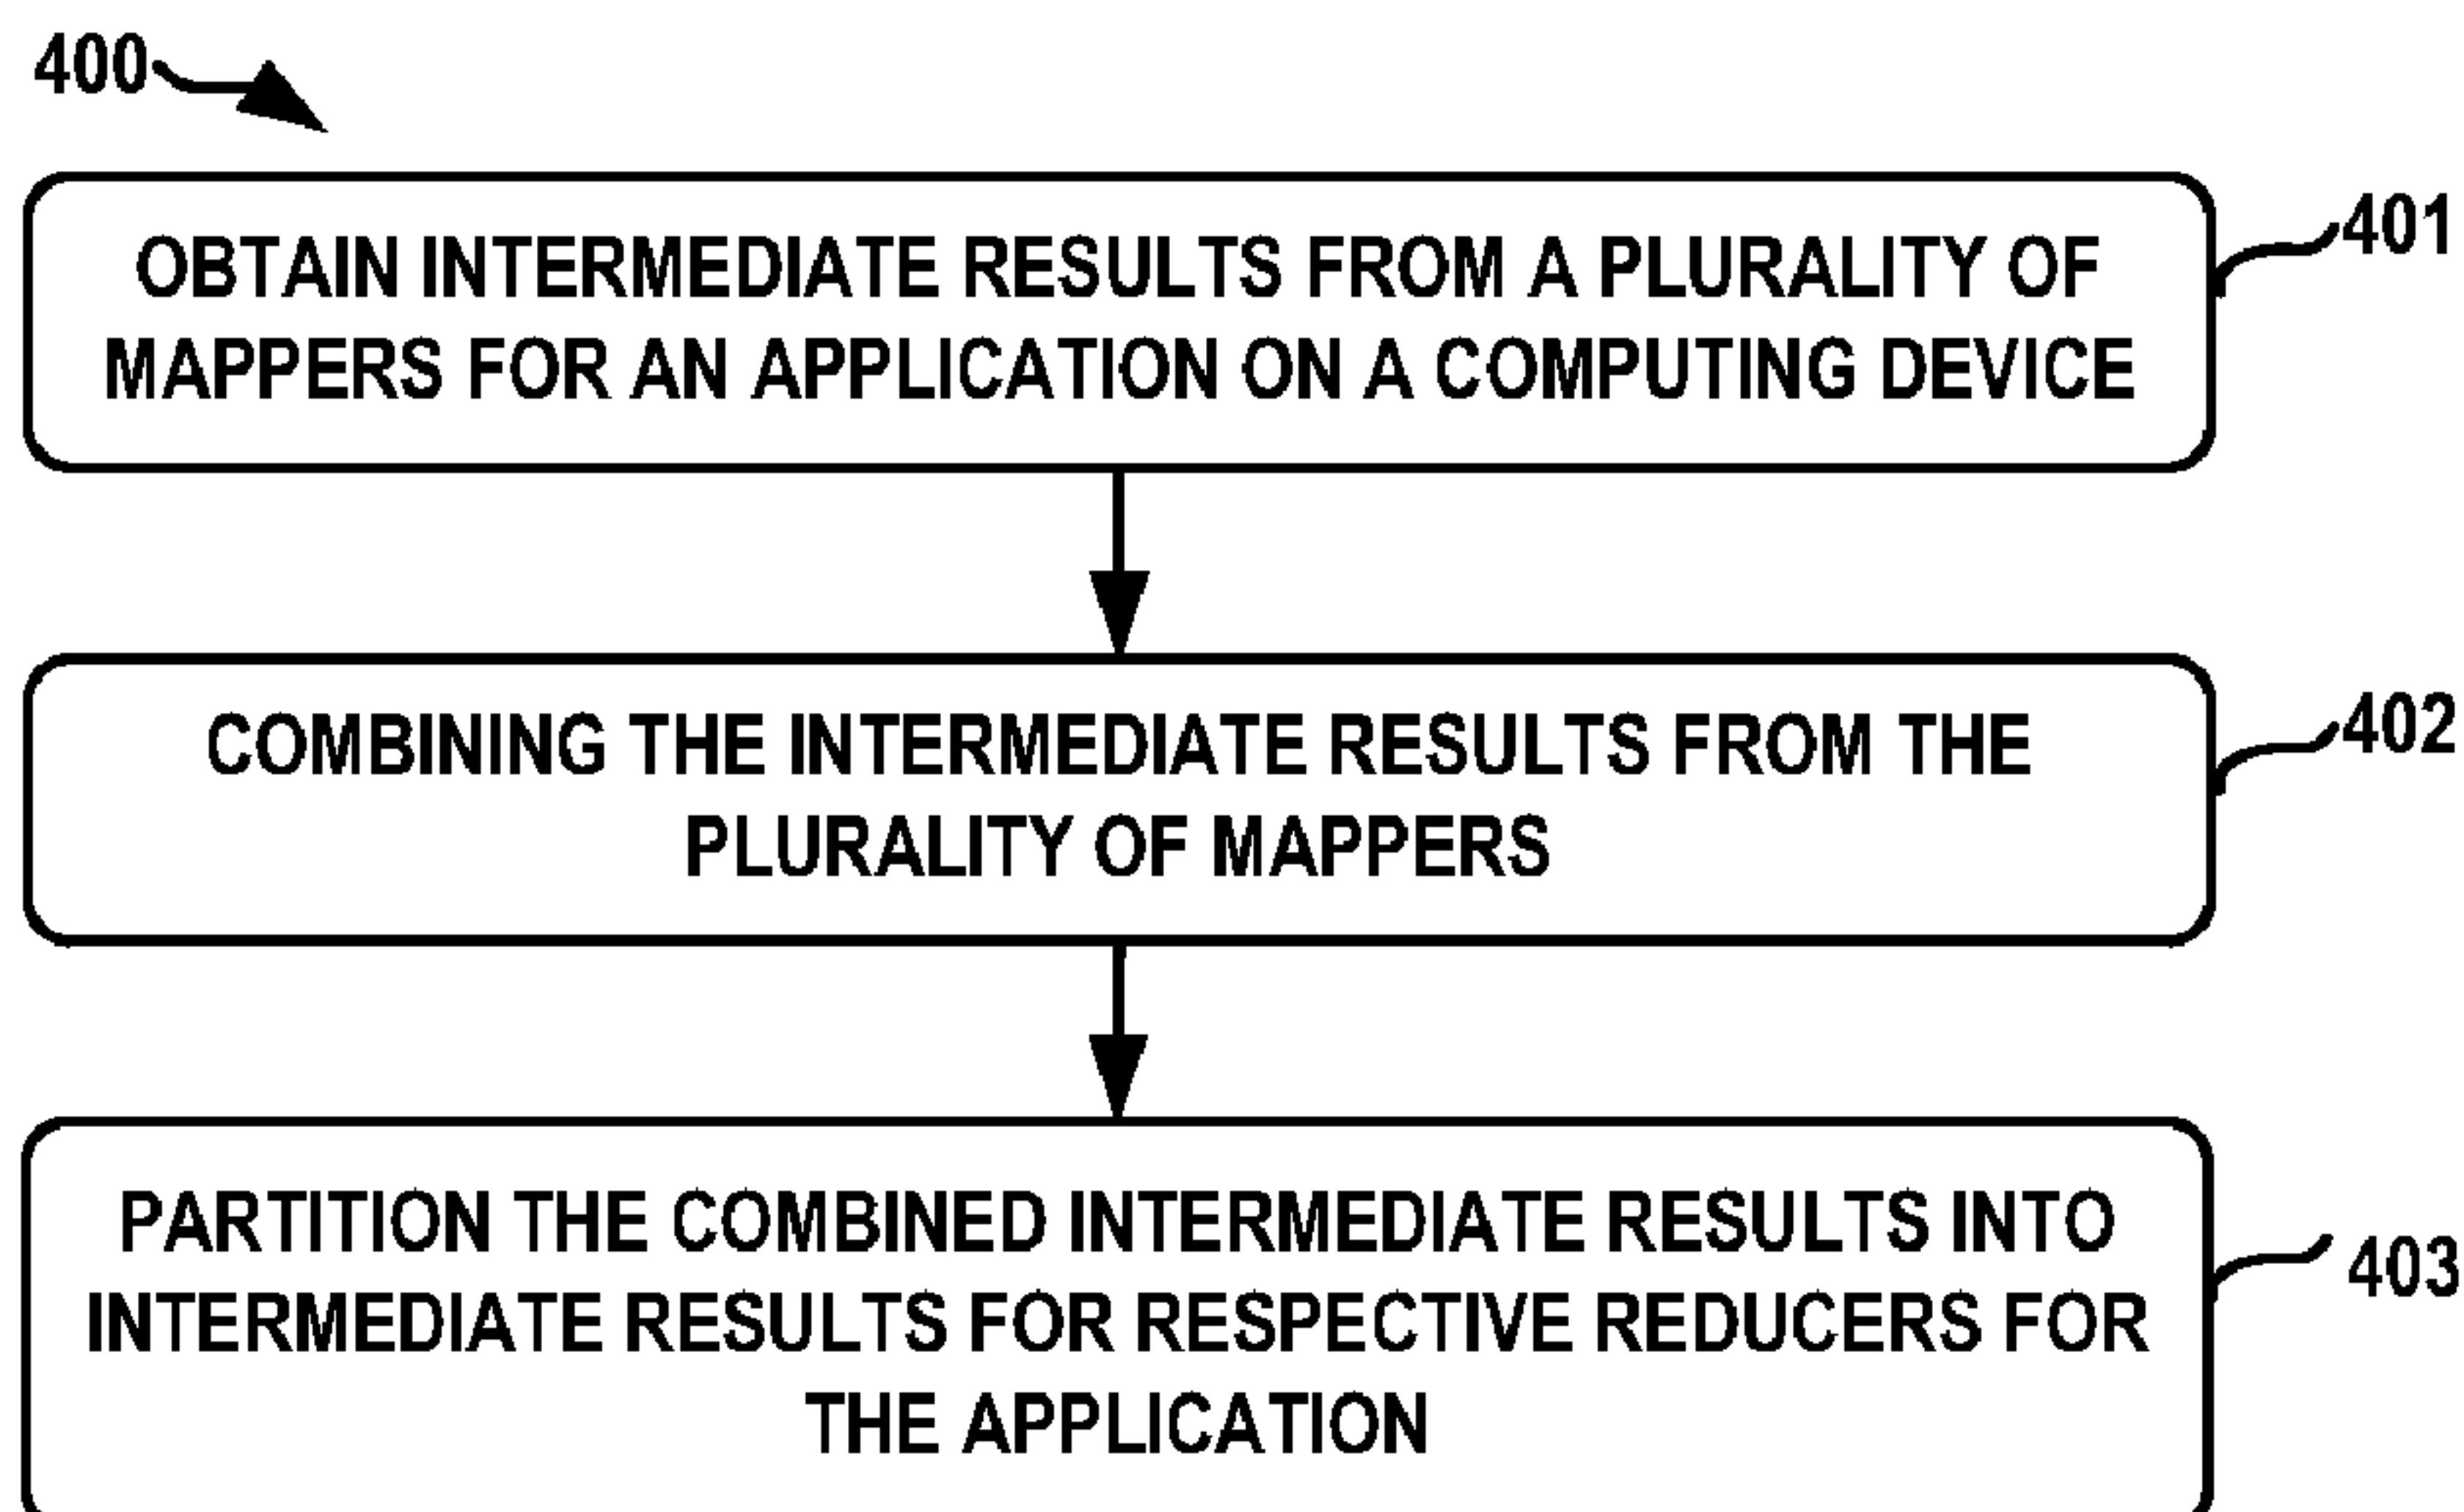 400
OBTAIN INTERMEDIATE RESULTS FROM A PLURALITY OF
MAPPERS FOR AN APPLICATION ON A COMPUTING DEVICE
401
COMBINING THE INTERMEDIATE RESULTS FROM THE
PLURALITY OF MAPPERS
402
PARTITION THE COMBINED INTERMEDIATE RESULTS INTO
INTERMEDIATE RESULTS FOR RESPECTIVE REDUCERS FOR
THE APPLICATION
403